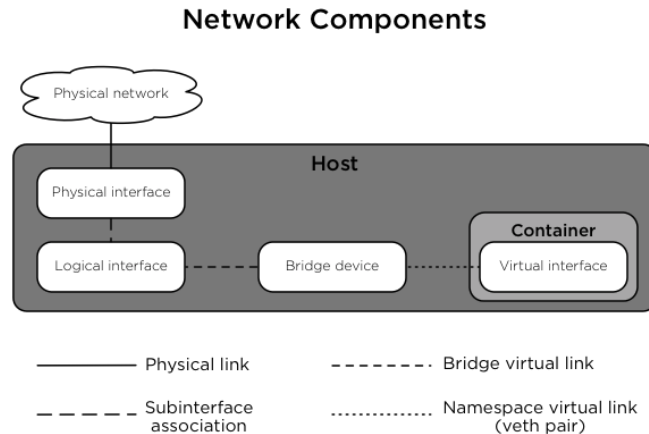 Network Components
Physical network
Host
Physical interface
Container
Logical interface
Bridge device
Virtual interface
Physical link
Bridge virtual link
Subinterface
association
Namespace virtual link
(veth pair)